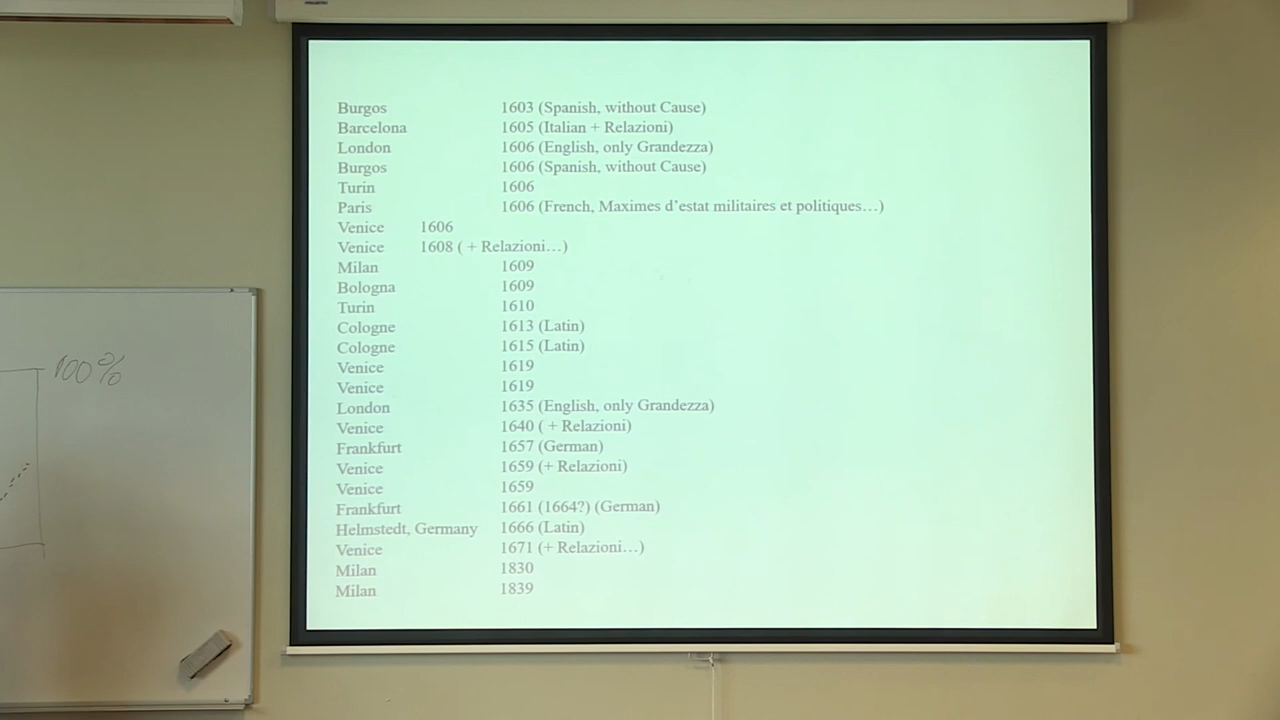 Burgos 1603 (Spanish, without Cause)
Barcelona 1605 (Italian + Relazioni)
London 1606 (English, only Grandezza)
Burgos 1606 (Spanish, without Cause)
Turin 1606
Paris 1606 (French, Maximes d’estat militaires et politiques…)
Venice 1606
Venice 1608 ( + Relazioni…)
Milan 1609
Bologna 1609
Turin 1610
Cologne 1613 (Latin)
Cologne 1615 (Latin)
Venice 1619
Venice 1619
London 1635 (English, only Grandezza)
Venice 1640 ( + Relazioni)
Frankfurt 1657 (German)
Venice 1659 (+ Relazioni)
Venice 1659
Frankfurt 1661 (1664?) (German)
Helmstedt, Germany 1666 (Latin)
Venice 1671 (+ Relazioni…)
Milan 1830
Milan 1839
100%